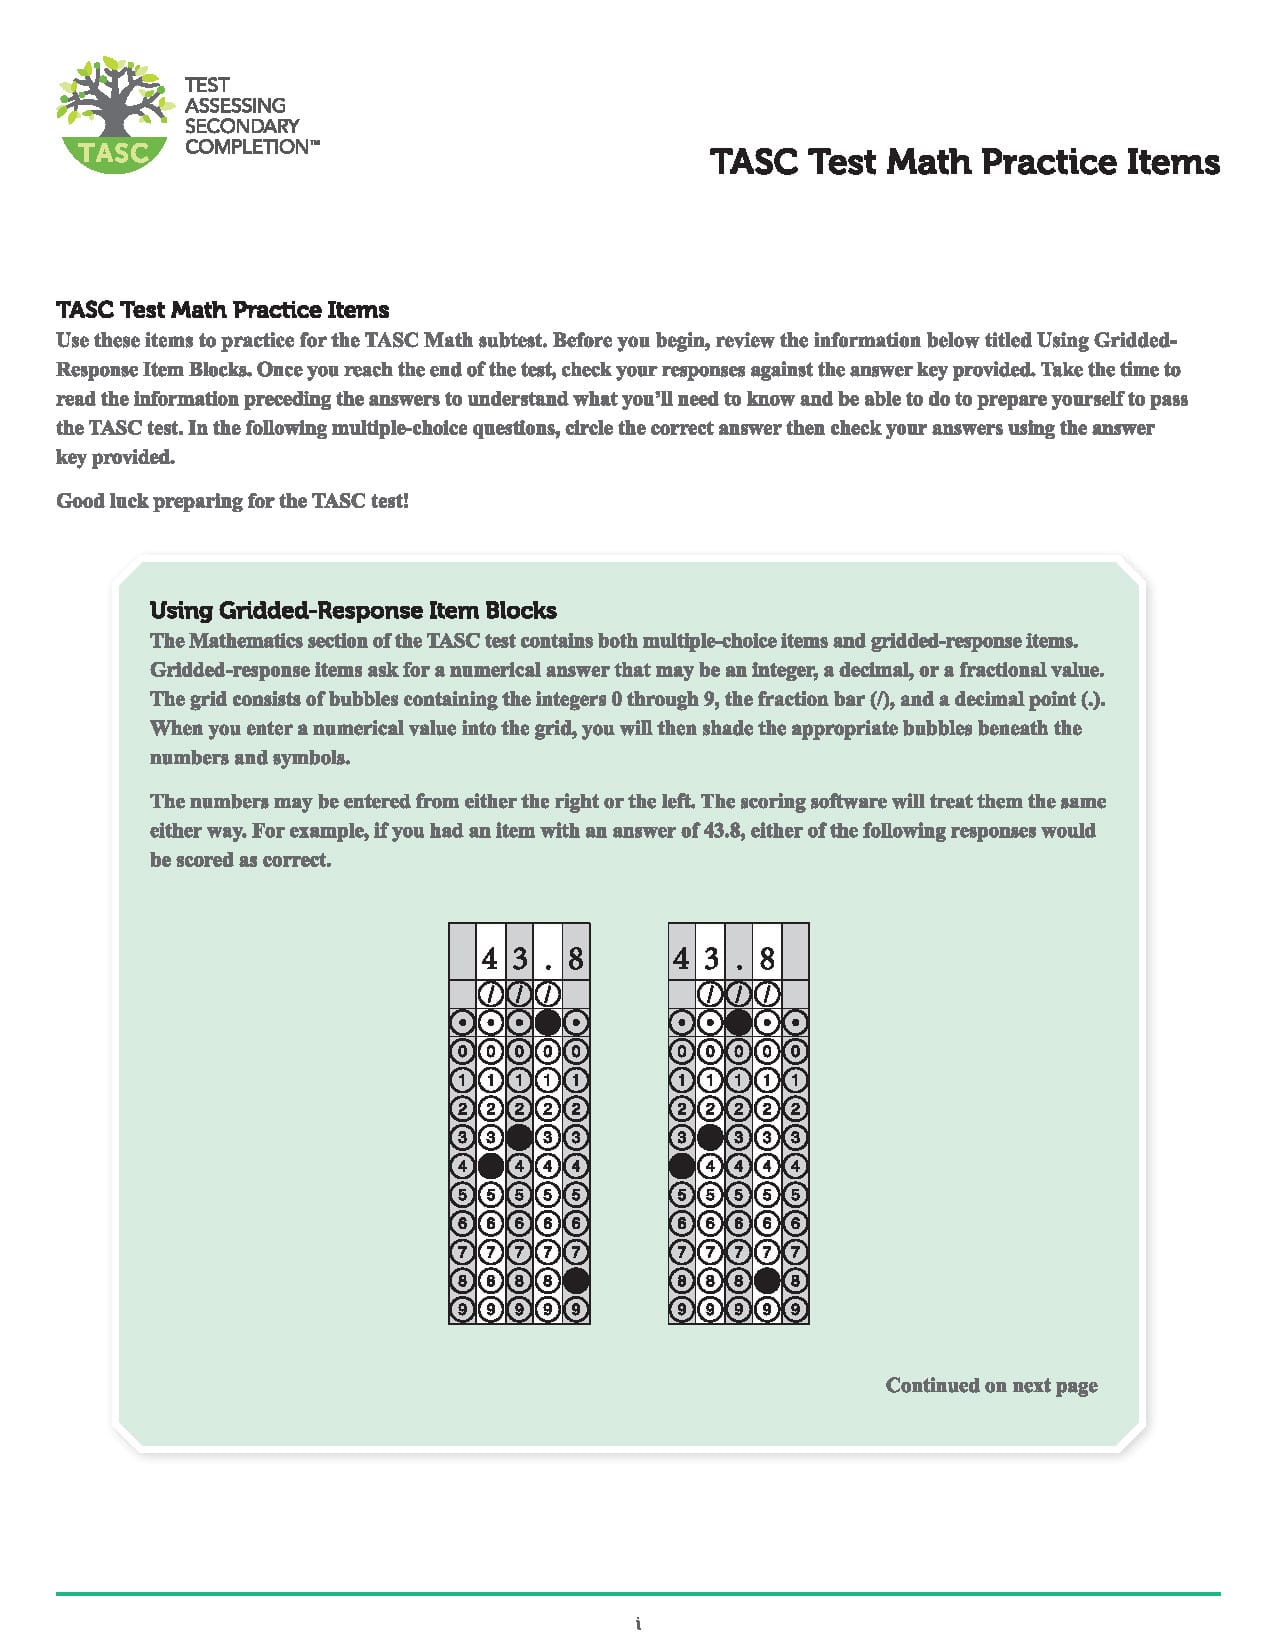 TEST
ASSESSING
SECONDARY
COMPLETION™
TASC
TASC Test Math Practice Items
TASC Test Math Practice Items
Use these items to practice for the TASC Math subtest. Before you begin, review the information below titled Using Gridded-
Response Item Blocks. Once you reach the end of the test, check your responses against the answer key provided. Take the time to
read the information preceding the answers to understand what you’ll need to know and be able to do to prepare yourself to pass
the TASC test. In the following multiple-choice questions, circle the correct answer then check your answers using the answer
key provided.
Good luck preparing for the TASC test!
Using Gridded-Response Item Blocks
The Mathematics section of the TASC test contains both multiple-choice items and gridded-response items.
Gridded-response items ask for a numerical answer that may be an integer, a decimal, or a fractional value.
The grid consists of bubbles containing the integers 0 through 9, the fraction bar (/), and a decimal point (.).
When you enter a numerical value into the grid, you will then shade the appropriate bubbles beneath the
numbers and symbols.
The numbers may be entered from either the right or the left. The scoring software will treat them the same
either way. For example, if you had an item with an answer of 43.8, either of the following responses would
be scored as correct.
4 3 . 8 4 3 . 8
/ / / / / /
• • • • • • • •
0 0 0 0 0 0 0 0 0 0
1 1 1 1 1 1 1 1 1 1
2 2 2 2 2 2 2 2 2 2
3 3 3 3 3 3 3 3
4 4 4 4 4 4 4 4
5 5 5 5 5 5 5 5 5 5
6 6 6 6 6 6 6 6 6 6
7 7 7 7 7 7 7 7 7 7
8 8 8 8 8 8 8 8
9 9 9 9 9 9 9 9 9 9
Continued on next page
i